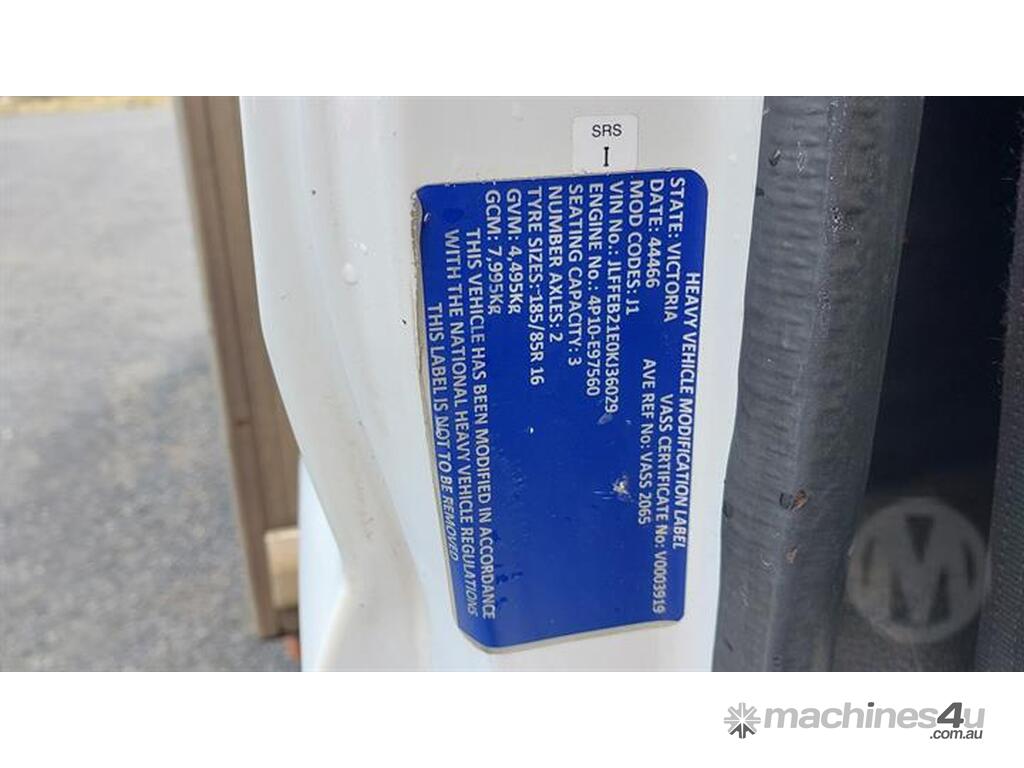 SRS
I
HEAVY VEHICLE MODIFICATION LABEL
STATE: VICTORIA VASS CERTIFICATE No: V0003919
DATE: 44466 AVE REF No: VASS 2065
MOD CODES: J1
VIN No: JLFFEB21E0KJ36029
ENGINE No.: 4P10-E97560
SEATING CAPACITY: 3
NUMBER AXLES: 2
TYRE SIZES: 185/85R 16
GVM: 4,495Kg
GCM: 7,995Kg
THIS VEHICLE HAS BEEN MODIFIED IN ACCORDANCE
WITH THE NATIONAL HEAVY VEHICLE REGULATIONS
THIS LABEL IS NOT TO BE REMOVED
M
machines4u
.com.au